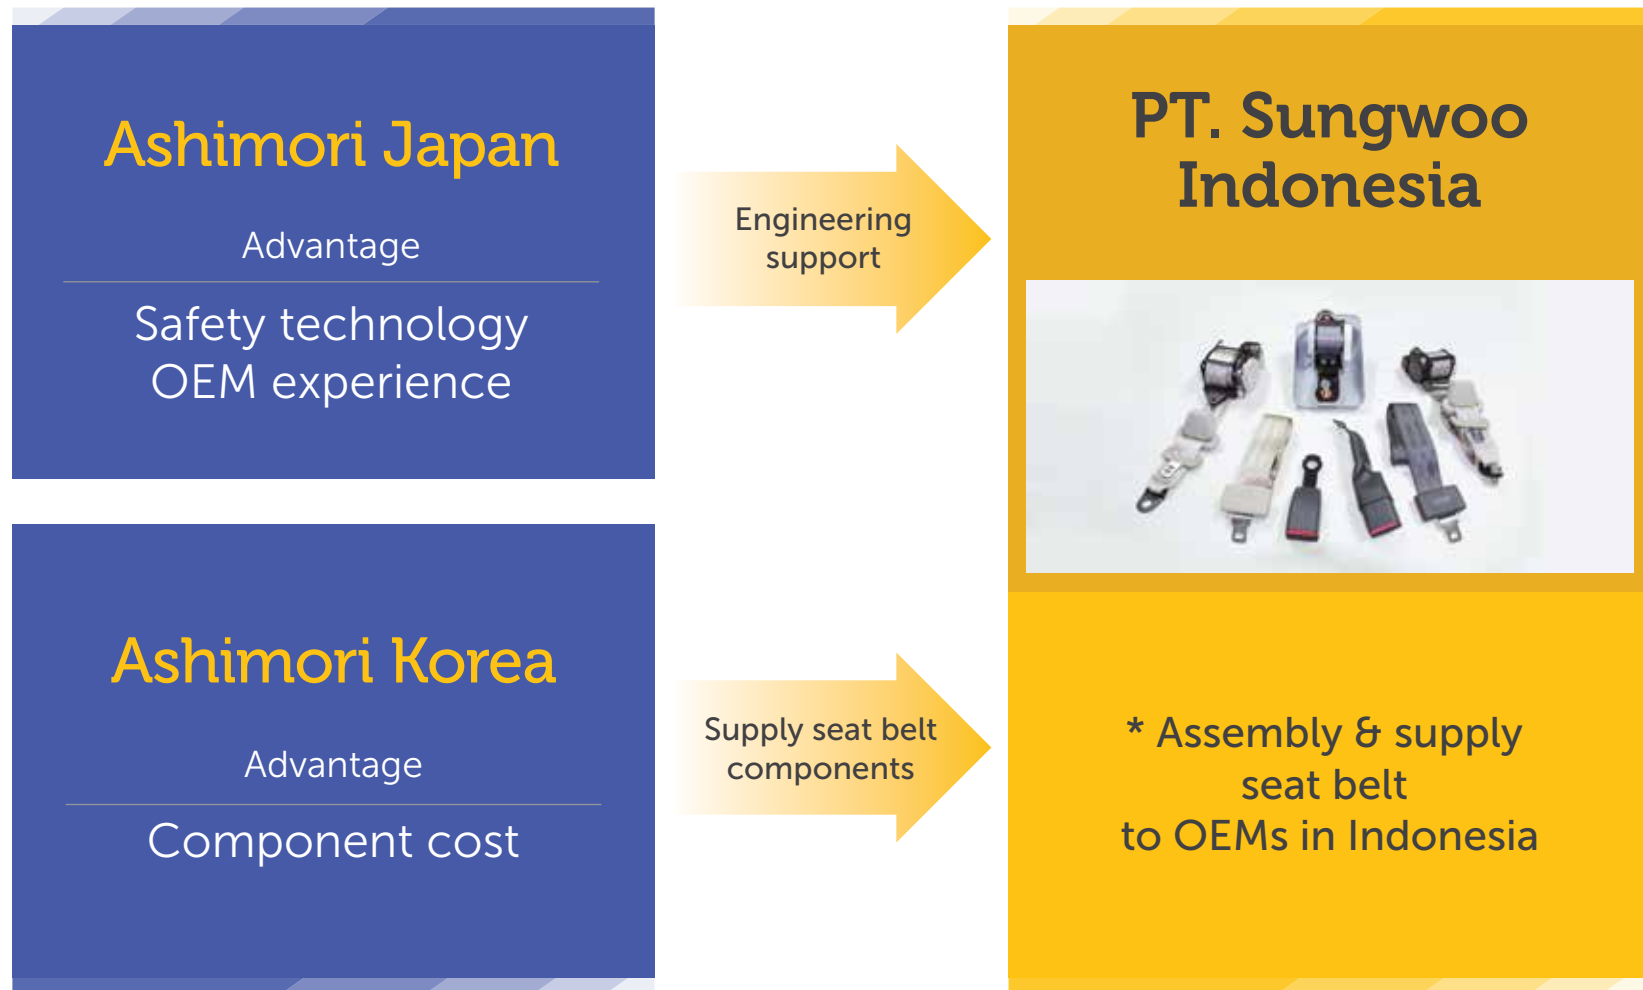 Ashimori Japan
Advantage
Safety technology
OEM experience
Engineering
support
Ashimori Korea
Advantage
Component cost
Supply seat belt
components
PT. Sungwoo
Indonesia
* Assembly & supply
seat belt
to OEMs in Indonesia